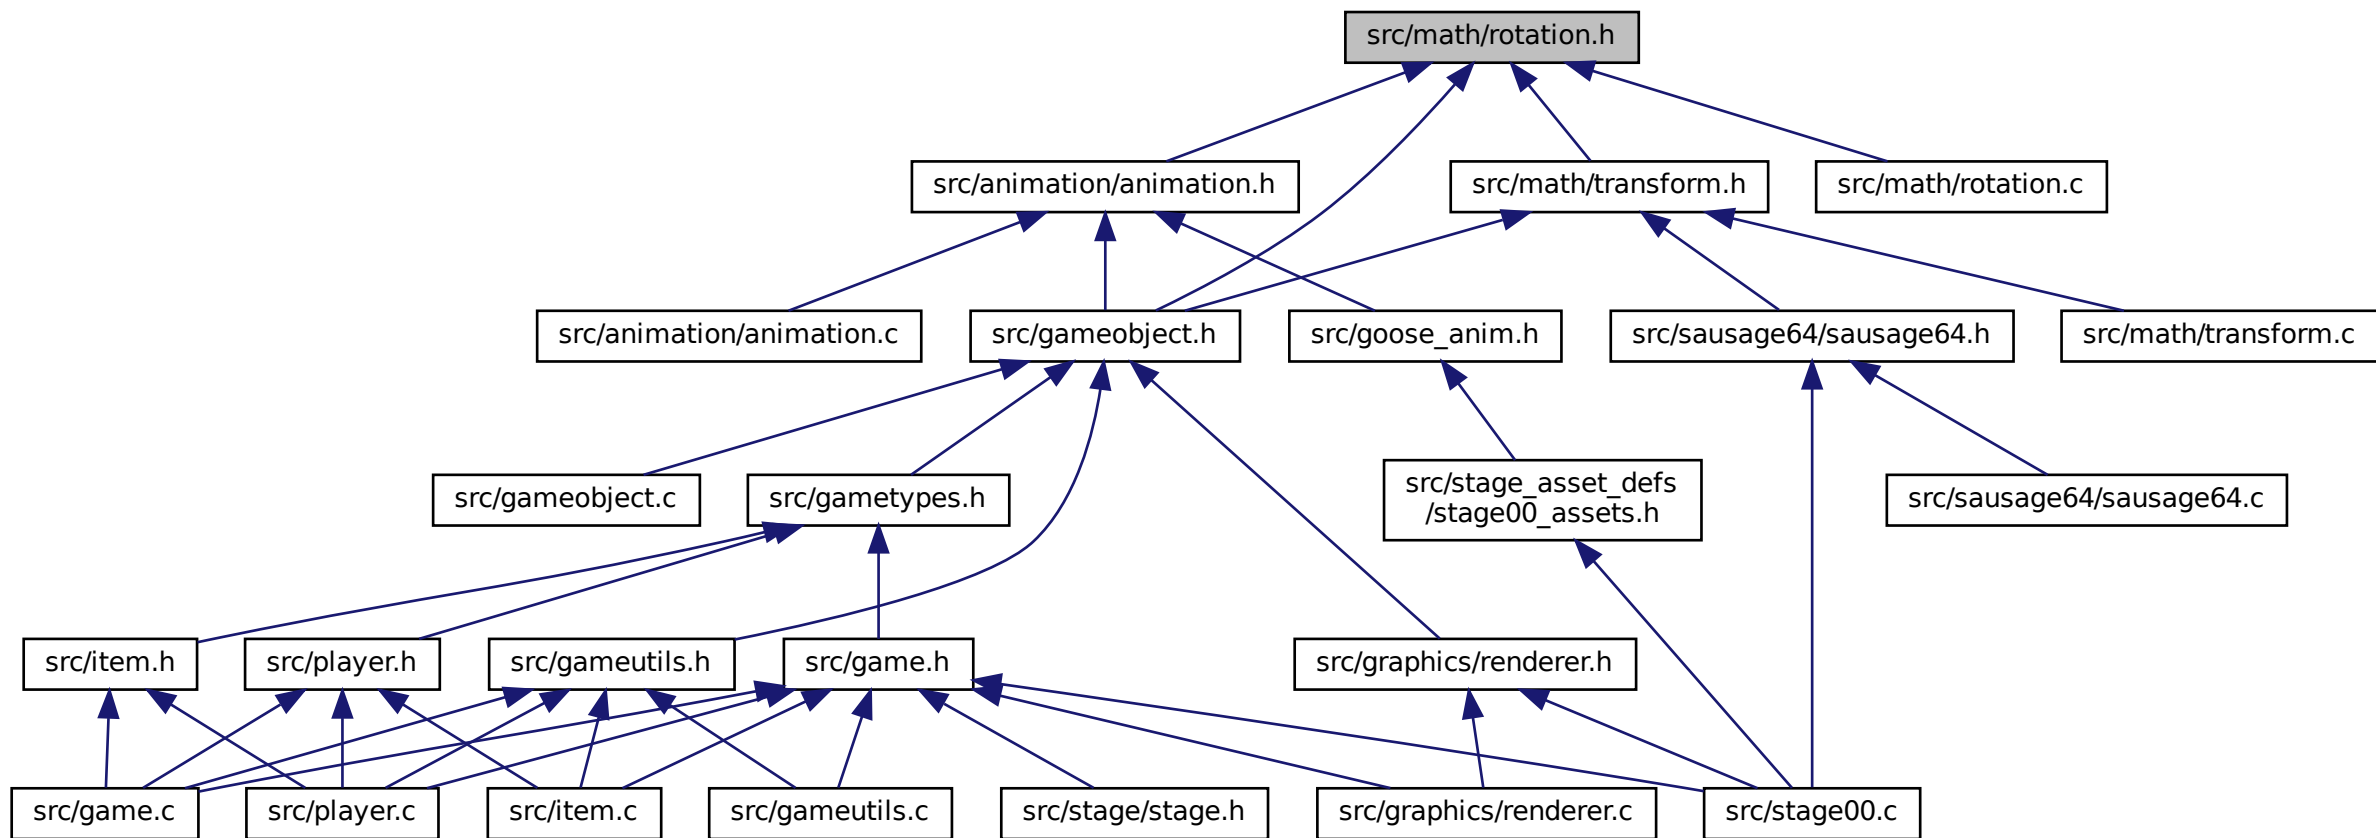 src/math/rotation.h
src/animation/animation.h
src/math/transform.h
src/math/rotation.c
src/animation/animation.c
src/gameobject.h
src/goose_anim.h
src/sausage64/sausage64.h
src/math/transform.c
src/gameobject.c
src/gametypes.h
src/stage_asset_defs
/stage00_assets.h
src/sausage64/sausage64.c
src/item.h
src/player.h
src/gameutils.h
src/game.h
src/graphics/renderer.h
src/game.c
src/player.c
src/item.c
src/gameutils.c
src/stage/stage.h
src/graphics/renderer.c
src/stage00.c